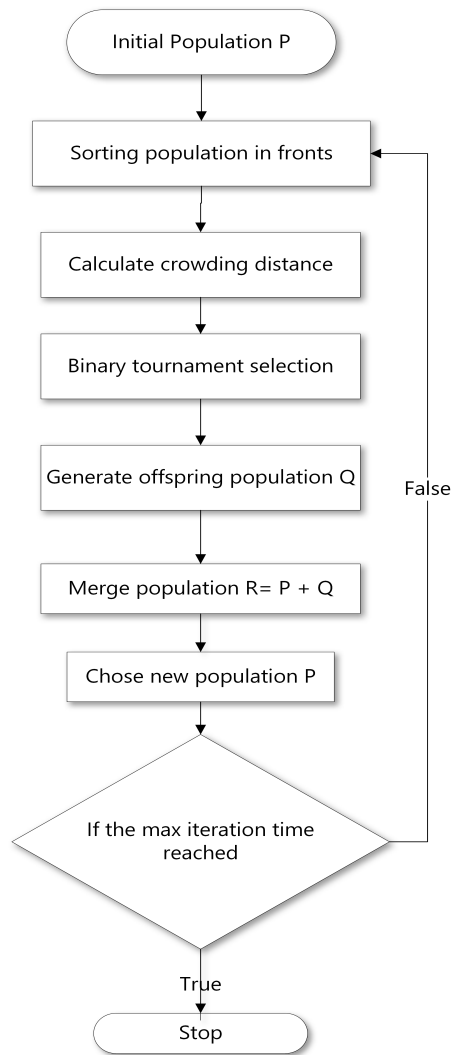 Initial Population P
Sorting population in fronts
Calculate crowding distance
Binary tournament selection
Generate offspring population Q
False
Merge population R= P + Q
Chose new population P
If the max iteration time
reached
True
Stop